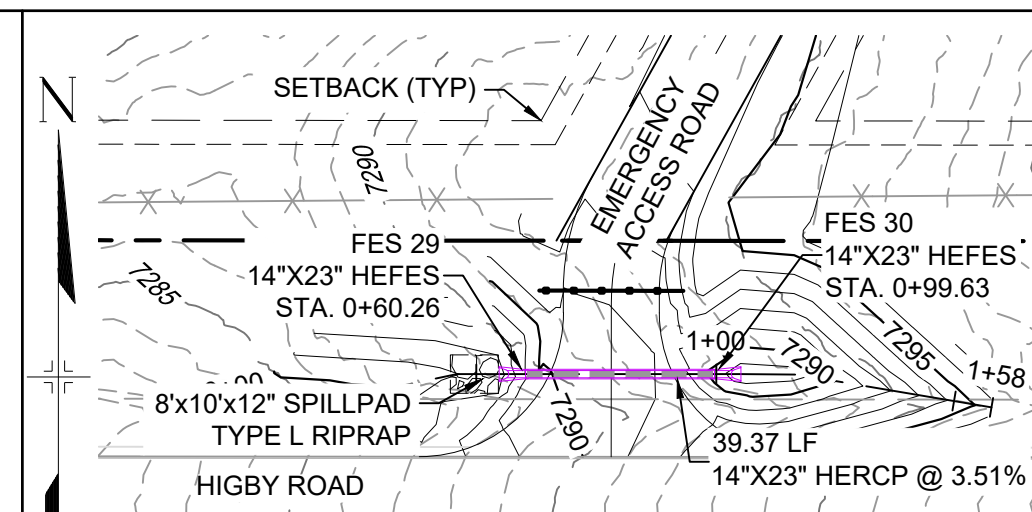 N
SETBACK (TYP)
7290
EMERGENCY
ACCESS ROAD
FES 29
14"X23" HEFES
STA. 0+60.26
FES 30
14"X23" HEFES
STA. 0+99.63
7285
1+00
7290
7295
1+58
8'x10'x12" SPILLPAD
TYPE L RIPRAP
7290
39.37 LF
14"X23" HERCP @ 3.51%
HIGBY ROAD